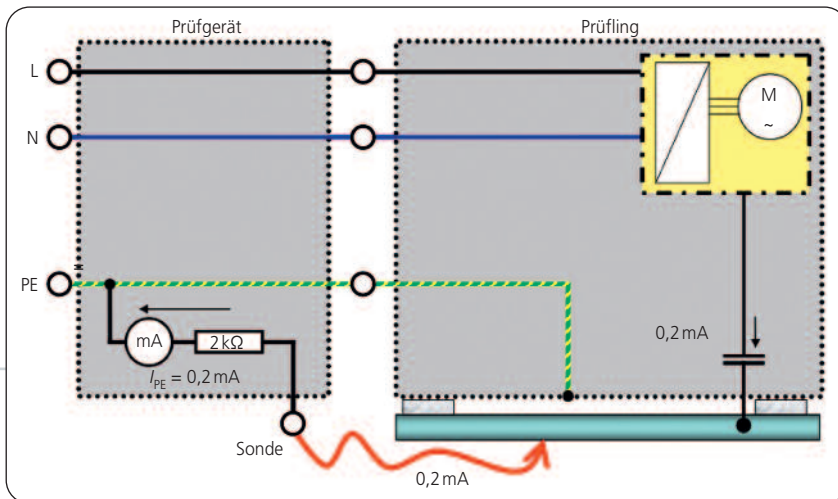 Prüfgerät
Prüfling
L
M
~
N
PE
0,2 mA
mA
2 kΩ
I_PE = 0,2 mA
Sonde
0,2 mA